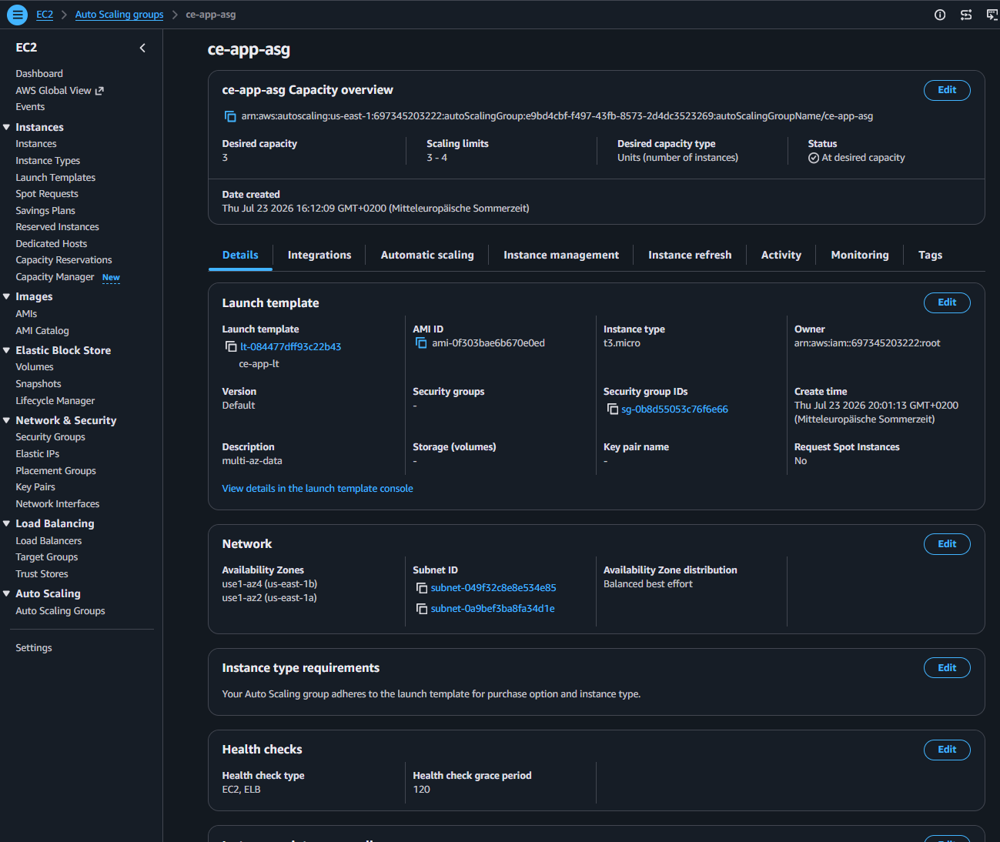 EC2 > Auto Scaling groups > ce-app-asg
EC2
Dashboard
AWS Global View
Events
Instances
Instances
Instance Types
Launch Templates
Spot Requests
Savings Plans
Reserved Instances
Dedicated Hosts
Capacity Reservations
Capacity Manager New
Images
AMIs
AMI Catalog
Elastic Block Store
Volumes
Snapshots
Lifecycle Manager
Network & Security
Security Groups
Elastic IPs
Placement Groups
Key Pairs
Network Interfaces
Load Balancing
Load Balancers
Target Groups
Trust Stores
Auto Scaling
Auto Scaling Groups
Settings
ce-app-asg
ce-app-asg Capacity overview
Edit
arn:aws:autoscaling:us-east-1:697345203222:autoScalingGroup:e9bd4cbf-f497-43fb-8573-2d4dc3523269:autoScalingGroupName/ce-app-asg
Desired capacity
3
Scaling limits
3 - 4
Desired capacity type
Units (number of instances)
Status
At desired capacity
Date created
Thu Jul 23 2026 16:12:09 GMT+0200 (Mitteleuropäische Sommerzeit)
Details
Integrations
Automatic scaling
Instance management
Instance refresh
Activity
Monitoring
Tags
Launch template
Edit
Launch template
lt-084477dff93c22b43
ce-app-lt
AMI ID
ami-0f303bae6b670e0ed
Instance type
t3.micro
Owner
arn:aws:iam::697345203222:root
Version
Default
Security groups
-
Security group IDs
sg-0b8d55053c76f6e66
Create time
Thu Jul 23 2026 20:01:13 GMT+0200
(Mitteleuropäische Sommerzeit)
Description
multi-az-data
Storage (volumes)
-
Key pair name
-
Request Spot Instances
No
View details in the launch template console
Network
Edit
Availability Zones
use1-az4 (us-east-1b)
use1-az2 (us-east-1a)
Subnet ID
subnet-049f32c8e8e534e85
subnet-0a9bef3ba8fa34d1e
Availability Zone distribution
Balanced best effort
Instance type requirements
Edit
Your Auto Scaling group adheres to the launch template for purchase option and instance type.
Health checks
Edit
Health check type
EC2, ELB
Health check grace period
120